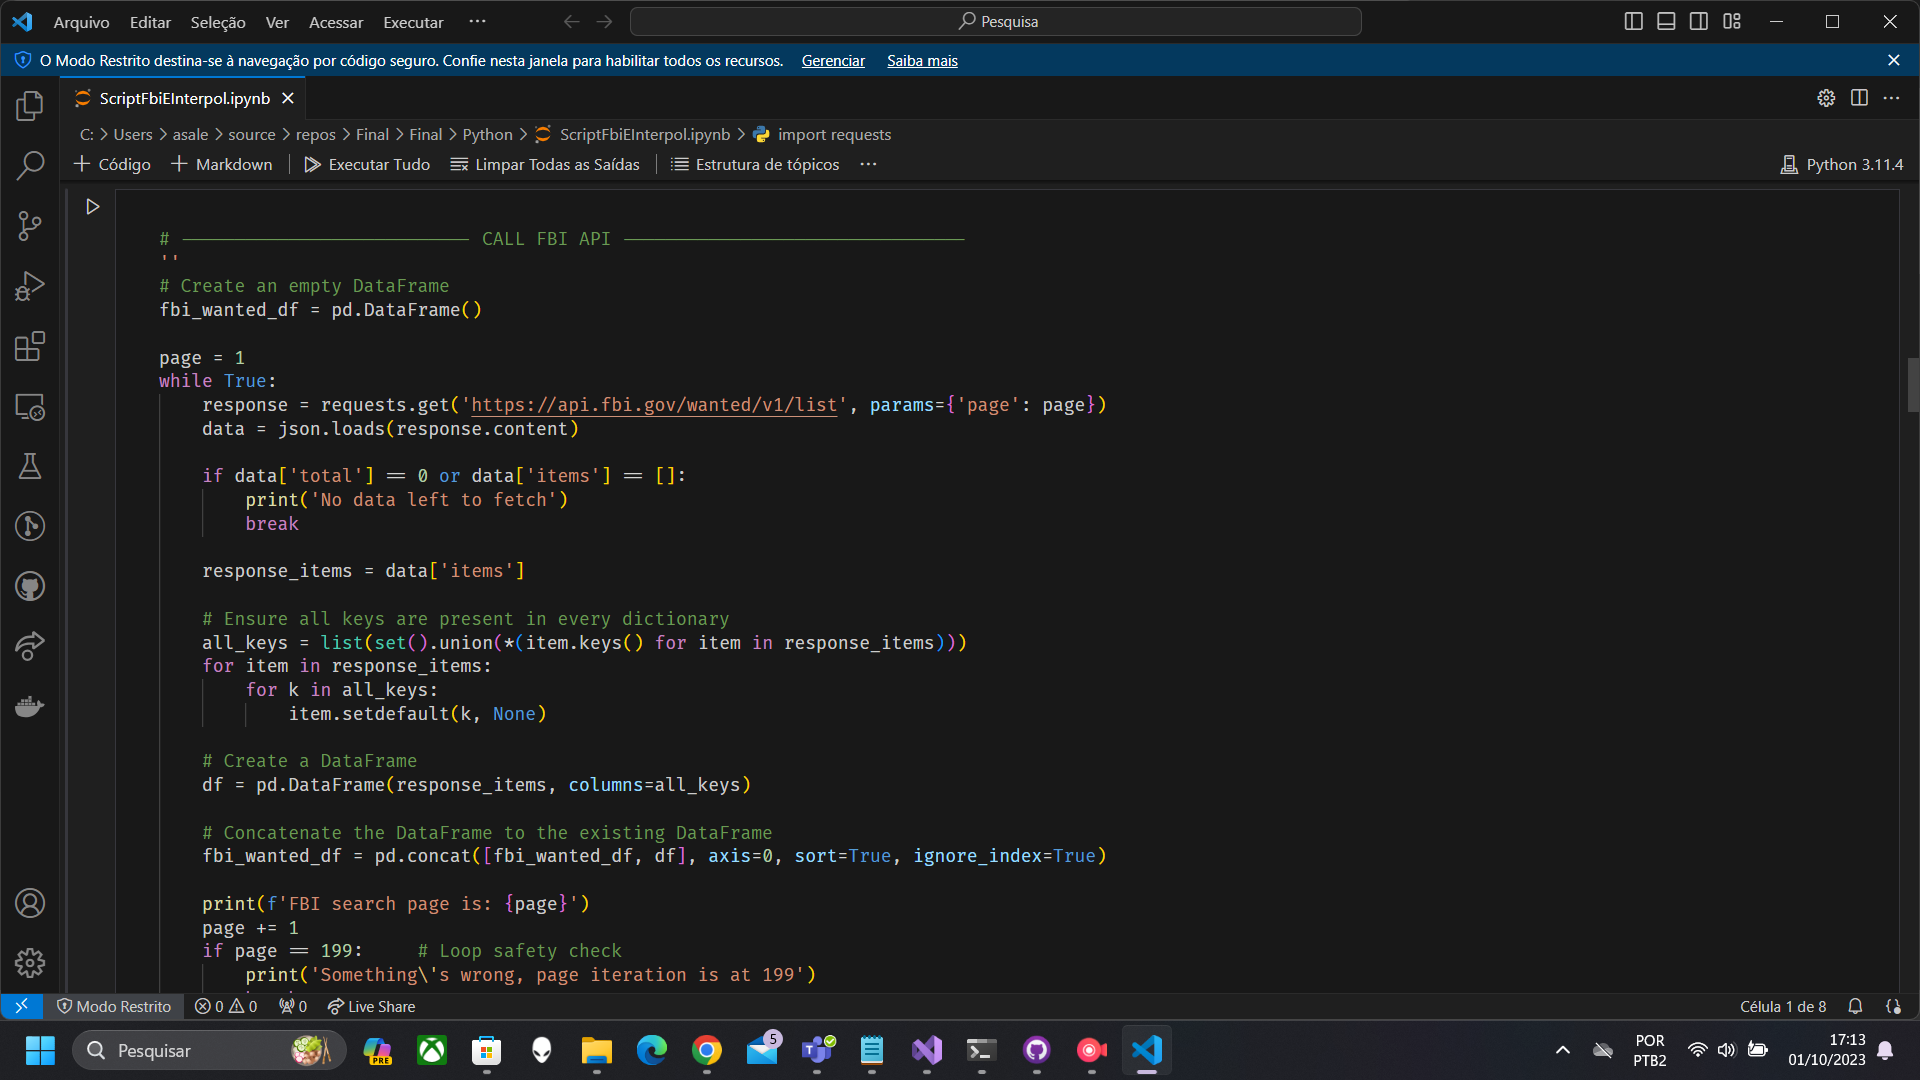 Arquivo Editar Seleção Ver Acessar Executar ··· Pesquisa
O Modo Restrito destina-se à navegação por código seguro. Confie nesta janela para habilitar todos os recursos. Gerenciar Saiba mais
ScriptFbiEInterpol.ipynb
C: > Users > asale > source > repos > Final > Final > Python > ScriptFbiEInterpol.ipynb > import requests
+ Código + Markdown Executar Tudo Limpar Todas as Saídas Estrutura de tópicos ··· Python 3.11.4
# ——— CALL FBI API ———
''
# Create an empty DataFrame
fbi_wanted_df = pd.DataFrame()
page = 1
while True:
    response = requests.get('https://api.fbi.gov/wanted/v1/list', params={'page': page})
    data = json.loads(response.content)
    if data['total'] == 0 or data['items'] == []:
        print('No data left to fetch')
        break
    response_items = data['items']
    # Ensure all keys are present in every dictionary
    all_keys = list(set().union(*(item.keys() for item in response_items)))
    for item in response_items:
        for k in all_keys:
            item.setdefault(k, None)
    # Create a DataFrame
    df = pd.DataFrame(response_items, columns=all_keys)
    # Concatenate the DataFrame to the existing DataFrame
    fbi_wanted_df = pd.concat([fbi_wanted_df, df], axis=0, sort=True, ignore_index=True)
    print(f'FBI search page is: {page}')
    page += 1
    if page == 199:     # Loop safety check
        print('Something\'s wrong, page iteration is at 199')
Modo Restrito 0 0 0 Live Share Célula 1 de 8
Pesquisar PRE 5 POR PTB2 17:13
01/10/2023